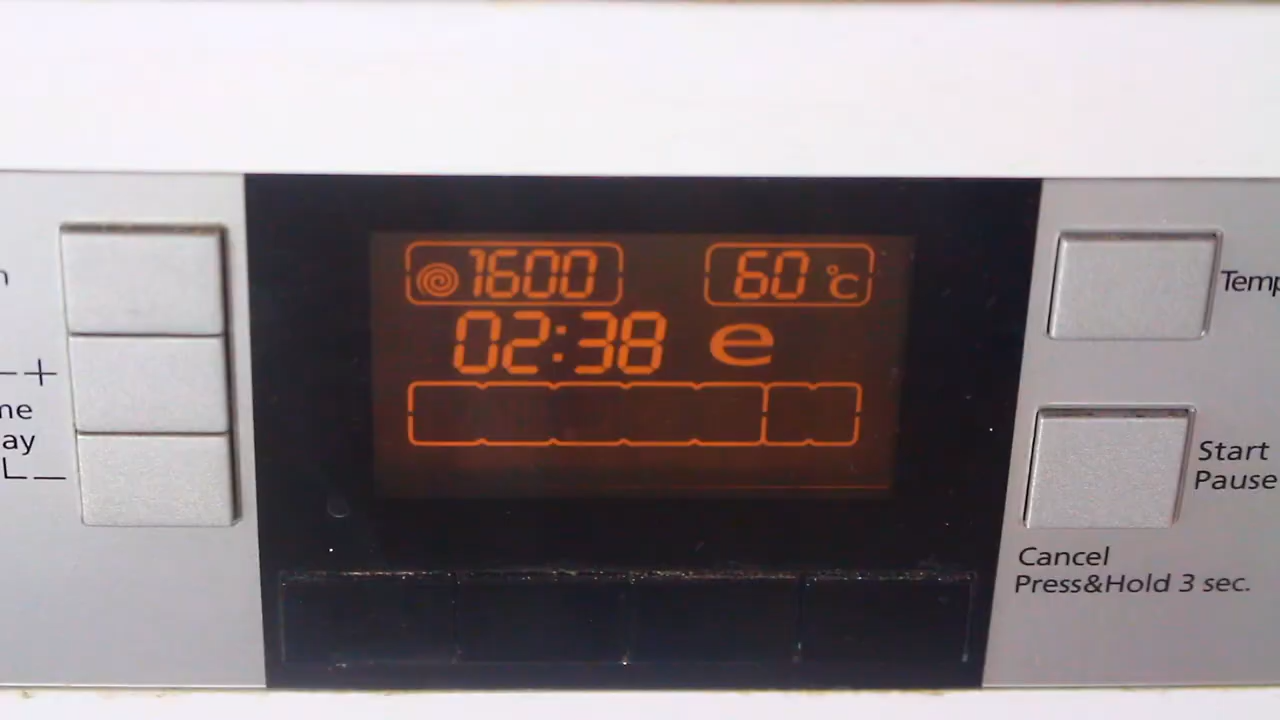 1600 60 °C
02:38 e
+
Temp
Start
Pause
Cancel
Press&Hold 3 sec.